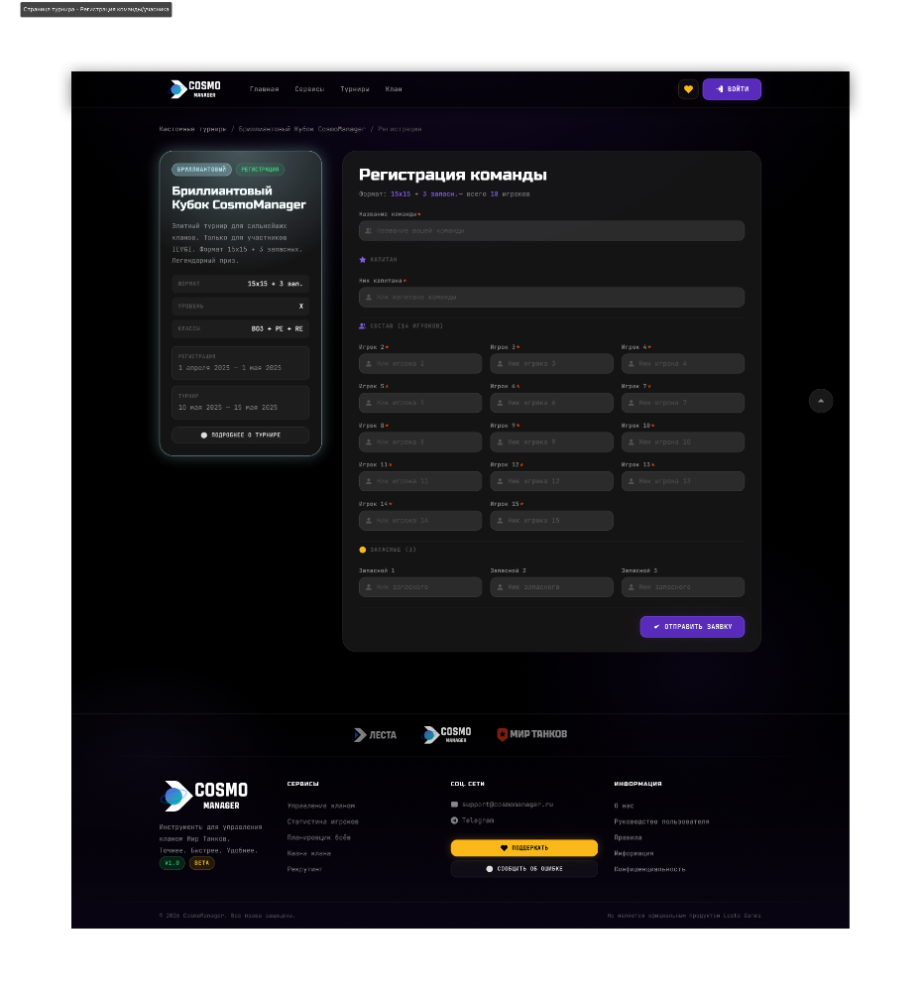 Страница турнира - Регистрация команды/учасника
COSMO MANAGER
Главная Сервисы Турниры Клан
ВОЙТИ
Кастомные турниры / Бриллиантовый Кубок CosmoManager / Регистрация
БРИЛЛИАНТОВЫЙ РЕГИСТРАЦИЯ
Бриллиантовый
Кубок CosmoManager
Элитный турнир для сильнейших
кланов. Только для участников
[LVG]. Формат 15x15 + 3 запасных.
Легендарный приз.
ФОРМАТ 15x15 + 3 зап.
УРОВЕНЬ X
КЛАССЫ BO3 + PE + RE
РЕГИСТРАЦИЯ
1 апреля 2025 — 1 мая 2025
ТУРНИР
10 мая 2025 — 15 мая 2025
ПОДРОБНЕЕ О ТУРНИРЕ
Регистрация команды
Формат: 15x15 + 3 запасн.— всего 18 игроков
Название команды*
Название вашей команды
КАПИТАН
Ник капитана*
Ник капитана команды
СОСТАВ (14 ИГРОКОВ)
Игрок 2* Игрок 3* Игрок 4*
Ник игрока 2 Ник игрока 3 Ник игрока 4
Игрок 5* Игрок 6* Игрок 7*
Ник игрока 5 Ник игрока 6 Ник игрока 7
Игрок 8* Игрок 9* Игрок 10*
Ник игрока 8 Ник игрока 9 Ник игрока 10
Игрок 11* Игрок 12* Игрок 13*
Ник игрока 11 Ник игрока 12 Ник игрока 13
Игрок 14* Игрок 15*
Ник игрока 14 Ник игрока 15
ЗАПАСНЫЕ (3)
Запасной 1 Запасной 2 Запасной 3
Ник запасного Ник запасного Ник запасного
ОТПРАВИТЬ ЗАЯВКУ
ЛЕСТА COSMO MANAGER МИР ТАНКОВ
COSMO
MANAGER
Инструменты для управления
кланом Мир Танков.
Точнее. Быстрее. Удобнее.
V1.0 BETA
СЕРВИСЫ
Управление кланом
Статистика игроков
Планировщик боёв
Казна клана
Рекрутинг
СОЦ. СЕТИ
support@cosmomanager.ru
Telegram
ПОДДЕРЖАТЬ
СООБЩИТЬ ОБ ОШИБКЕ
ИНФОРМАЦИЯ
О нас
Руководство пользователя
Правила
Информация
Конфиденциальность
© 2026 CosmoManager. Все права защищены.
Не является официальным продуктом Lesta Games